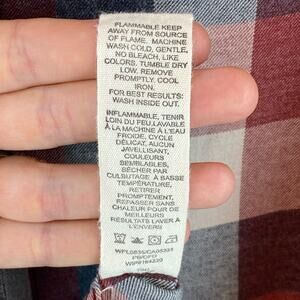 FLAMMABLE KEEP
AWAY FROM SOURCE
OF FLAME. MACHINE
WASH COLD, GENTLE,
NO BLEACH, LIKE
COLORS. TUMBLE DRY
LOW. REMOVE
PROMPTLY. COOL
IRON.
FOR BEST RESULTS:
WASH INSIDE OUT.
INFLAMMABLE, TENIR
LOIN DU FEU.LAVABLE
À LA MACHINE À L'EAU
FROIDE, CYCLE
DÉLICAT, AUCUN
JAVELLISANT,
COULEURS
SEMBLABLES,
SÉCHER PAR
CULBUTAGE À BASSE
TEMPÉRATURE,
RETIRER
PROMPTEMENT,
REPASSER SANS
CHALEUR POUR DE
MEILLEURS
RÉSULTATS LAVER À
L'ENVERS